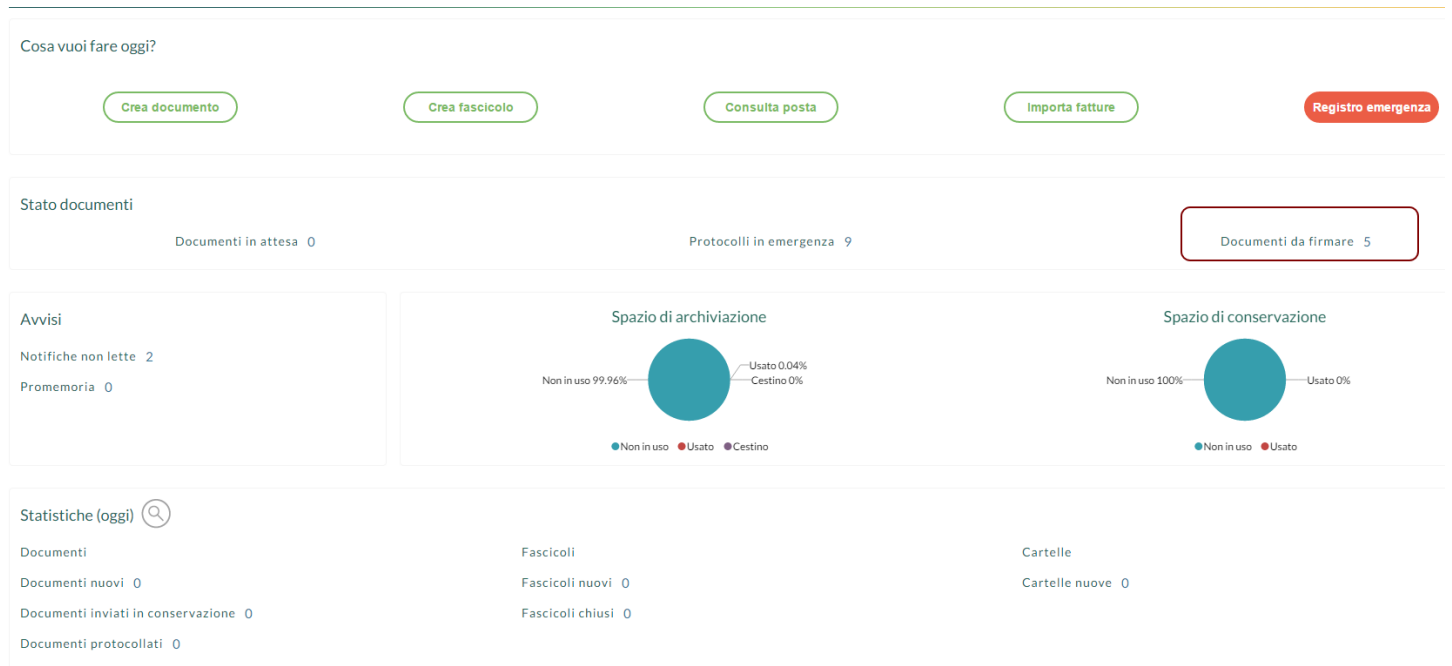 Cosa vuoi fare oggi?
Crea documento Crea fascicolo Consulta posta Importa fatture Registro emergenza
Stato documenti
Documenti in attesa 0 Protocolli in emergenza 9 Documenti da firmare 5
Avvisi
Notifiche non lette 2
Promemoria 0
Spazio di archiviazione
Non in uso 99.96%
Usato 0.04%
Cestino 0%
Non in uso Usato Cestino
Spazio di conservazione
Non in uso 100% Usato 0%
Non in uso Usato
Statistiche (oggi)
Documenti Fascicoli Cartelle
Documenti nuovi 0 Fascicoli nuovi 0 Cartelle nuove 0
Documenti inviati in conservazione 0 Fascicoli chiusi 0
Documenti protocollati 0